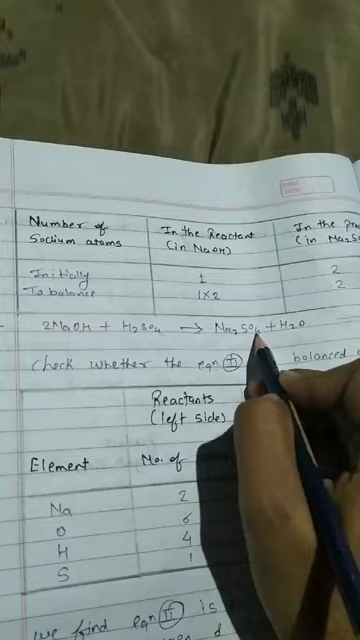 Number of In the Reactant In the pro
Sodium atoms (in NaOH) (in Na2S
Initially 1 2
To balance 1×2 2
2NaOH + H2SO4 → Na2SO4 + H2O
Check whether the eqn II balanced
Reactants
(left side)
Element No. of
Na 2
O 6
H 4
S 1
we find eqn II is